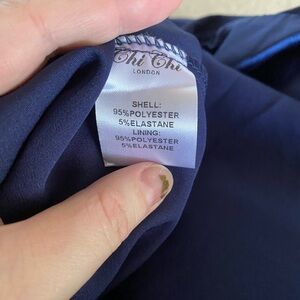 Chi Chi
LONDON
SHELL:
95%POLYESTER
5%ELASTANE
LINING:
95%POLYESTER
5%ELASTANE